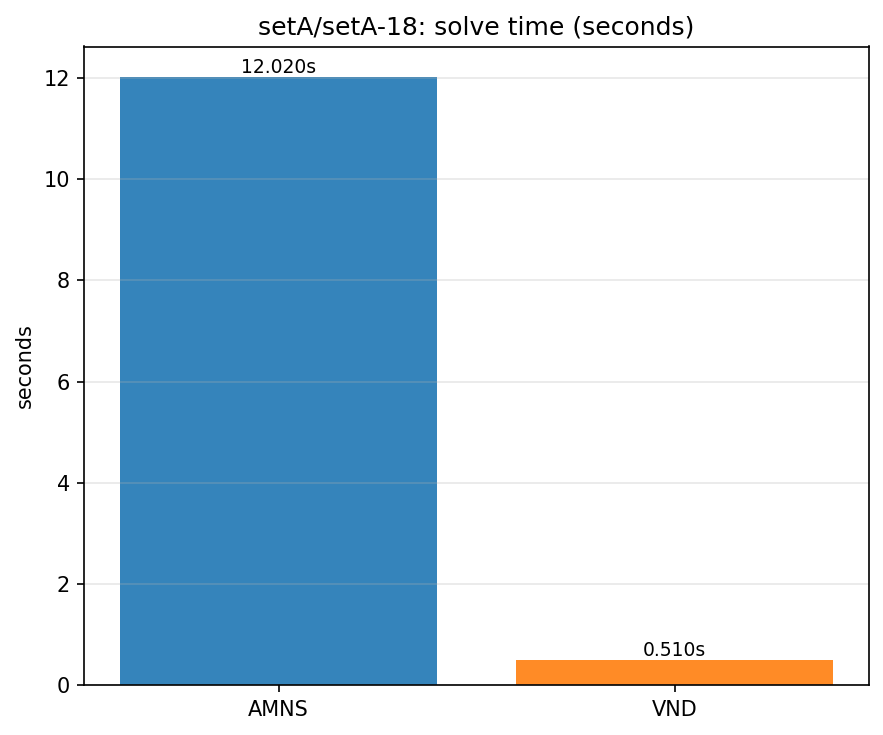 setA/setA-18: solve time (seconds)
12.020s
12
10
8
6
4
2
0
seconds
0.510s
AMNS
VND